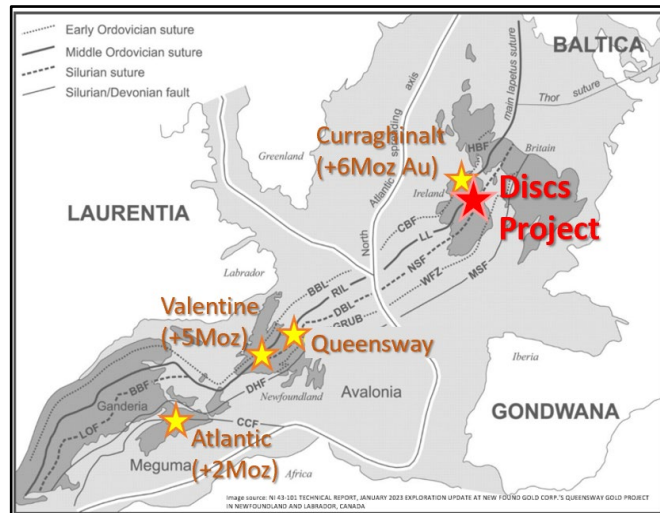 Early Ordovician suture
Middle Ordovician suture
Silurian suture
Silurian/Devonian fault
BALTICA
axis
main Iapetus suture
Thor suture
spreading
Curraghinalt
(+6Moz Au)
HBF
Britain
Greenland
Atlantic
Ireland
Discs
Project
LAURENTIA
CBF
LL
North
NSF
Labrador
BBL
WFZ
MSF
RIL
Valentine
(+5Moz)
DBL
GRUB
Queensway
Iberia
DHF
Newfoundland
Avalonia
BBF
Ganderia
GONDWANA
LOF
CCF
Atlantic
(+2Moz)
Meguma
Africa
Image source: NI 43-101 TECHNICAL REPORT, JANUARY 2023 EXPLORATION UPDATE AT NEW FOUND GOLD CORP.'S QUEENSWAY GOLD PROJECT
IN NEWFOUNDLAND AND LABRADOR, CANADA